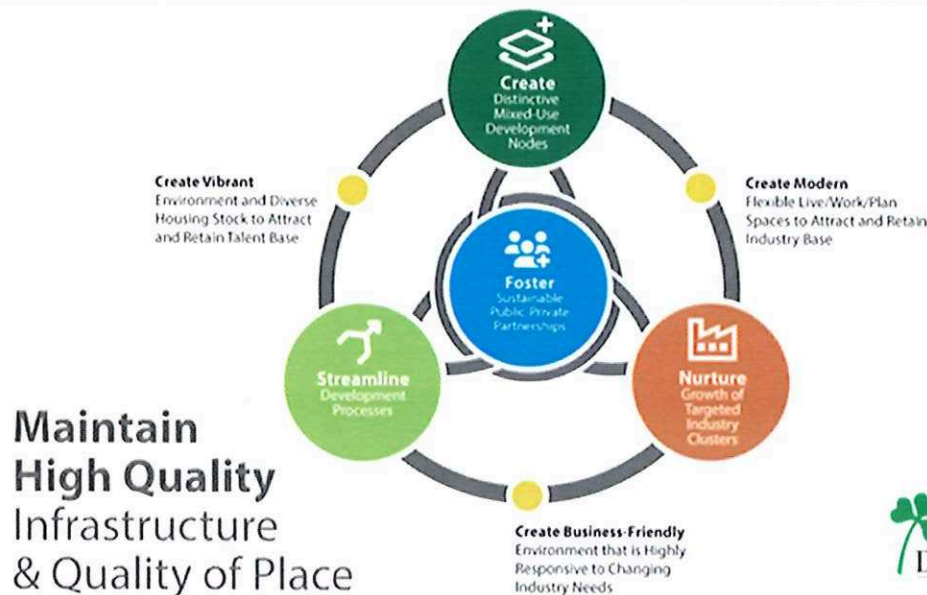 Create
Distinctive
Mixed-Use
Development
Nodes
Create Vibrant
Environment and Diverse
Housing Stock to Attract
and Retain Talent Base
Create Modern
Flexible Live/Work/Plan
Spaces to Attract and Retain
Industry Base
Foster
Sustainable
Public-Private
Partnerships
Streamline
Development
Processes
Nurture
Growth of
Targeted
Industry
Clusters
Maintain
High Quality
Infrastructure
& Quality of Place
Create Business-Friendly
Environment that is Highly
Responsive to Changing
Industry Needs
D